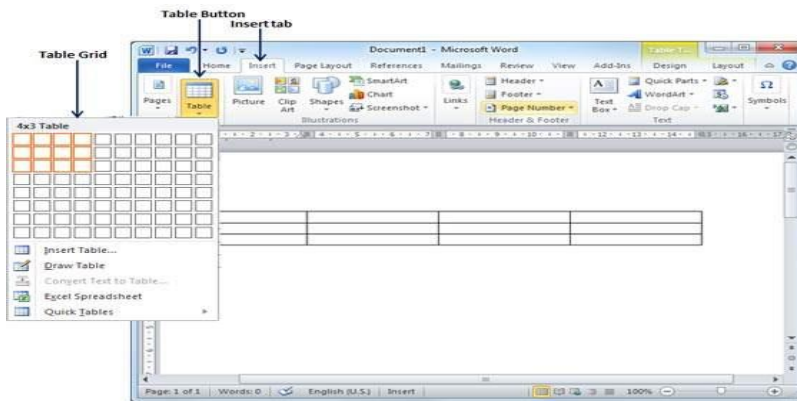 Table Button
Insert tab
Table Grid
Document1 - Microsoft Word
File Home Insert Page Layout References Mailings Review View Add-Ins Design Layout
Pages
Table
Picture
Clip Art
Shapes
SmartArt
Chart
Screenshot
Illustrations
Links
Header
Footer
Page Number
Header & Footer
Text Box
Quick Parts
WordArt
Drop Cap
Text
Symbols
4x3 Table
Insert Table...
Draw Table
Convert Text to Table...
Excel Spreadsheet
Quick Tables
Page: 1 of 1 Words: 0 English (U.S.) Insert 100%